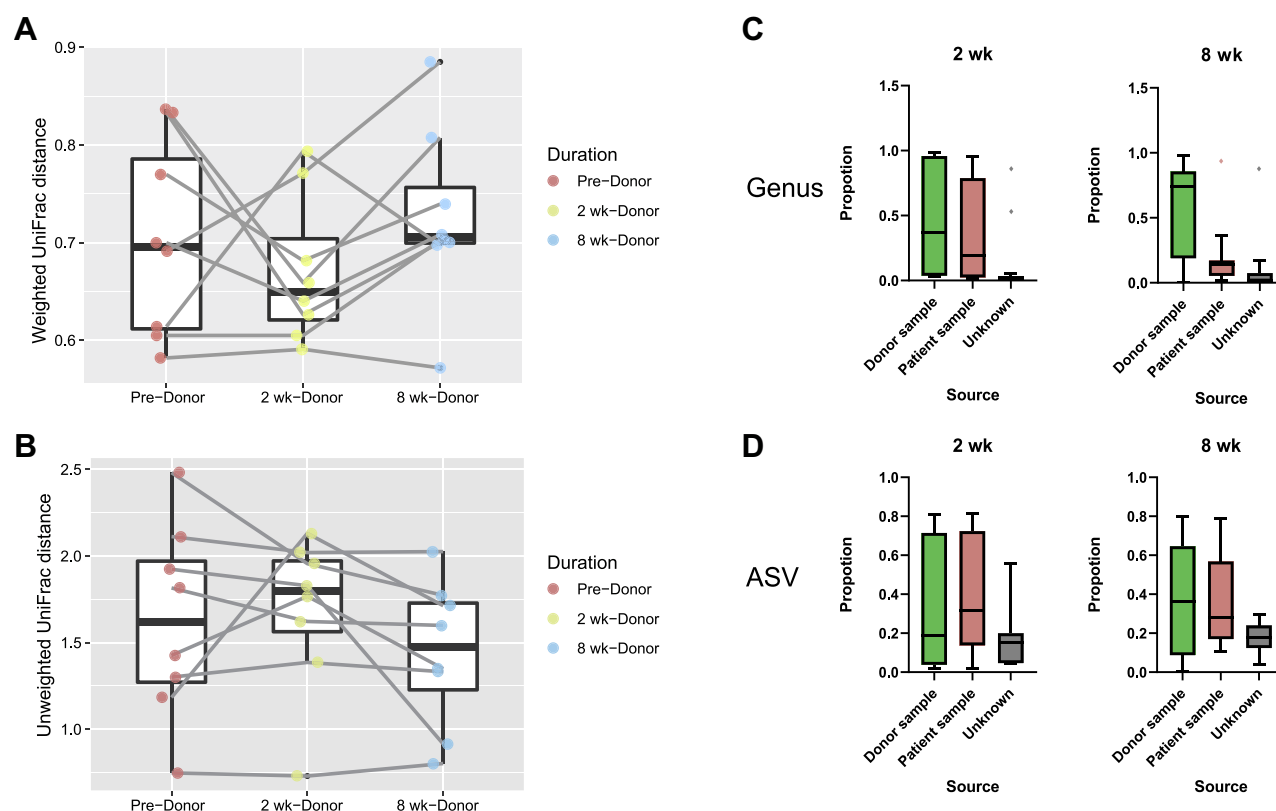 A
Weighted UniFrac distance
0.9
0.8
0.7
0.6
Pre-Donor
2 wk-Donor
8 wk-Donor
Duration
Pre-Donor
2 wk-Donor
8 wk-Donor
B
Unweighted UniFrac distance
2.5
2.0
1.5
1.0
Pre-Donor
2 wk-Donor
8 wk-Donor
Duration
Pre-Donor
2 wk-Donor
8 wk-Donor
C
Genus
2 wk
Propotion
1.5
1.0
0.5
0.0
Donor sample
Patient sample
Unknown
Source
8 wk
Propotion
1.5
1.0
0.5
0.0
Donor sample
Patient sample
Unknown
Source
D
ASV
2 wk
Propotion
1.0
0.8
0.6
0.4
0.2
0.0
Donor sample
Patient sample
Unknown
Source
8 wk
Propotion
1.0
0.8
0.6
0.4
0.2
0.0
Donor sample
Patient sample
Unknown
Source